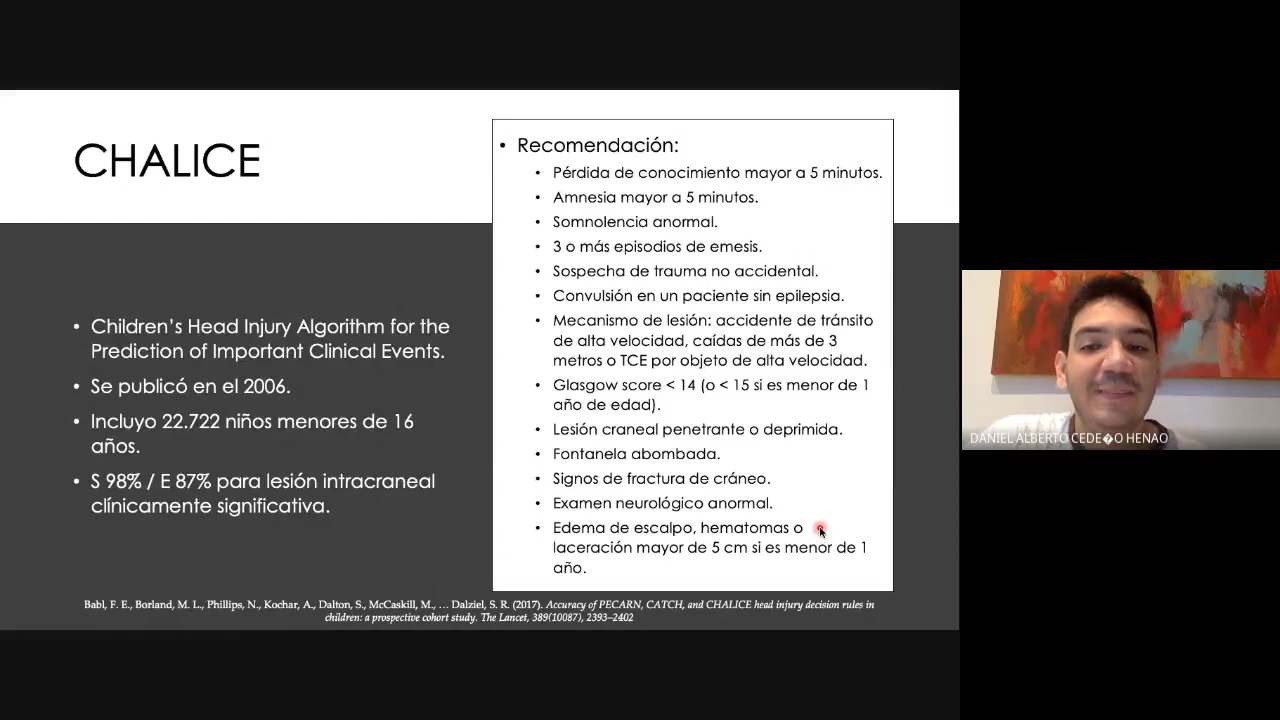 CHALICE
• Children’s Head Injury Algorithm for the
Prediction of Important Clinical Events.
• Se publicó en el 2006.
• Incluyo 22.722 niños menores de 16
años.
• S 98% / E 87% para lesión intracraneal
clínicamente significativa.
• Recomendación:
• Pérdida de conocimiento mayor a 5 minutos.
• Amnesia mayor a 5 minutos.
• Somnolencia anormal.
• 3 o más episodios de emesis.
• Sospecha de trauma no accidental.
• Convulsión en un paciente sin epilepsia.
• Mecanismo de lesión: accidente de tránsito
de alta velocidad, caídas de más de 3
metros o TCE por objeto de alta velocidad.
• Glasgow score < 14 (o < 15 si es menor de 1
año de edad).
• Lesión craneal penetrante o deprimida.
• Fontanela abombada.
• Signos de fractura de cráneo.
• Examen neurológico anormal.
• Edema de escalpo, hematomas o
laceración mayor de 5 cm si es menor de 1
año.
Babl, F. E., Borland, M. L., Phillips, N., Kochar, A., Dalton, S., McCaskill, M., … Dalziel, S. R. (2017). Accuracy of PECARN, CATCH, and CHALICE head injury decision rules in
children: a prospective cohort study. The Lancet, 389(10087), 2393–2402
DANIEL ALBERTO CEDE�O HENAO